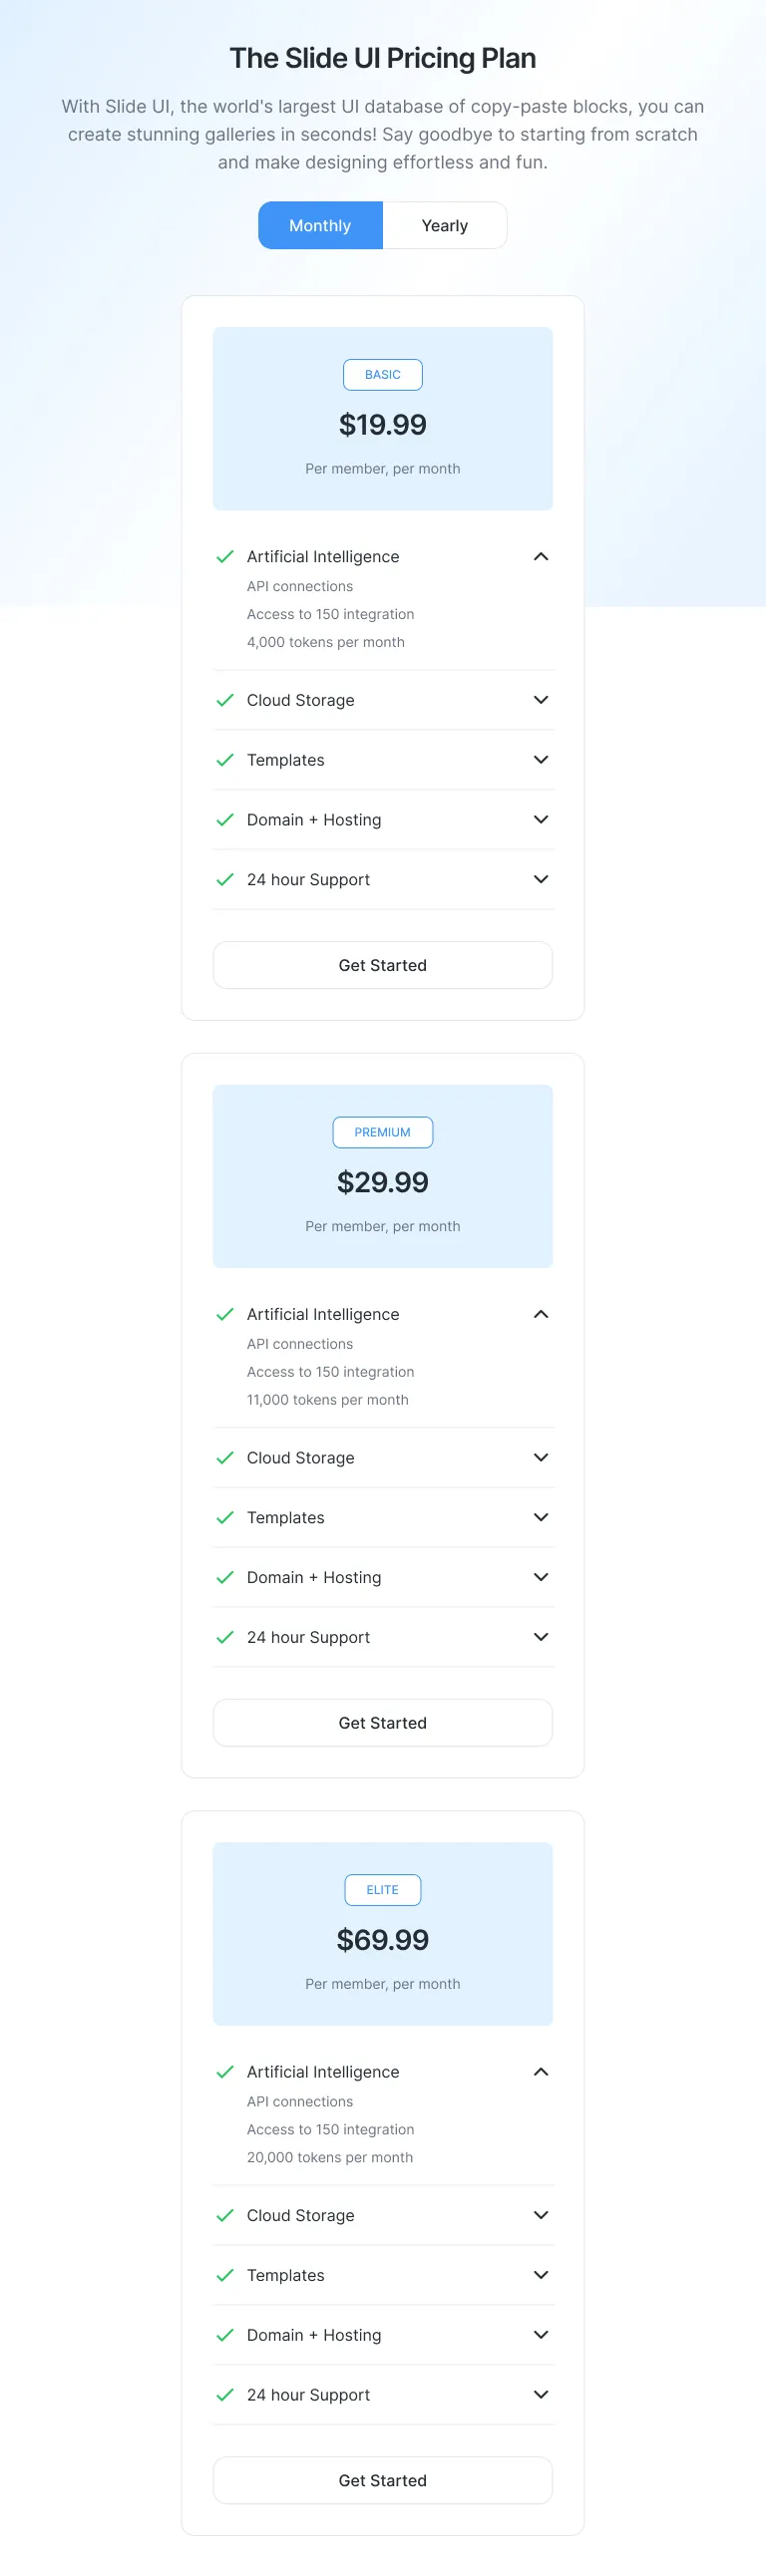 The Slide UI Pricing Plan
With Slide UI, the world's largest UI database of copy-paste blocks, you can
create stunning galleries in seconds! Say goodbye to starting from scratch
and make designing effortless and fun.
Monthly
Yearly
BASIC
$19.99
Per member, per month
Artificial Intelligence
API connections
Access to 150 integration
4,000 tokens per month
Cloud Storage
Templates
Domain + Hosting
24 hour Support
Get Started
PREMIUM
$29.99
Per member, per month
Artificial Intelligence
API connections
Access to 150 integration
11,000 tokens per month
Cloud Storage
Templates
Domain + Hosting
24 hour Support
Get Started
ELITE
$69.99
Per member, per month
Artificial Intelligence
API connections
Access to 150 integration
20,000 tokens per month
Cloud Storage
Templates
Domain + Hosting
24 hour Support
Get Started